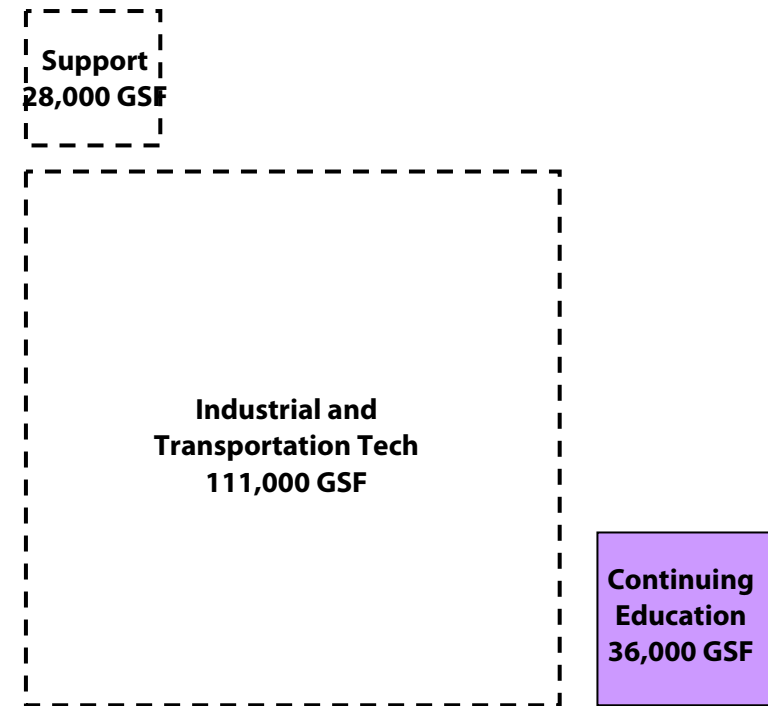 Support
28,000 GSF
Industrial and
Transportation Tech
111,000 GSF
Continuing
Education
36,000 GSF